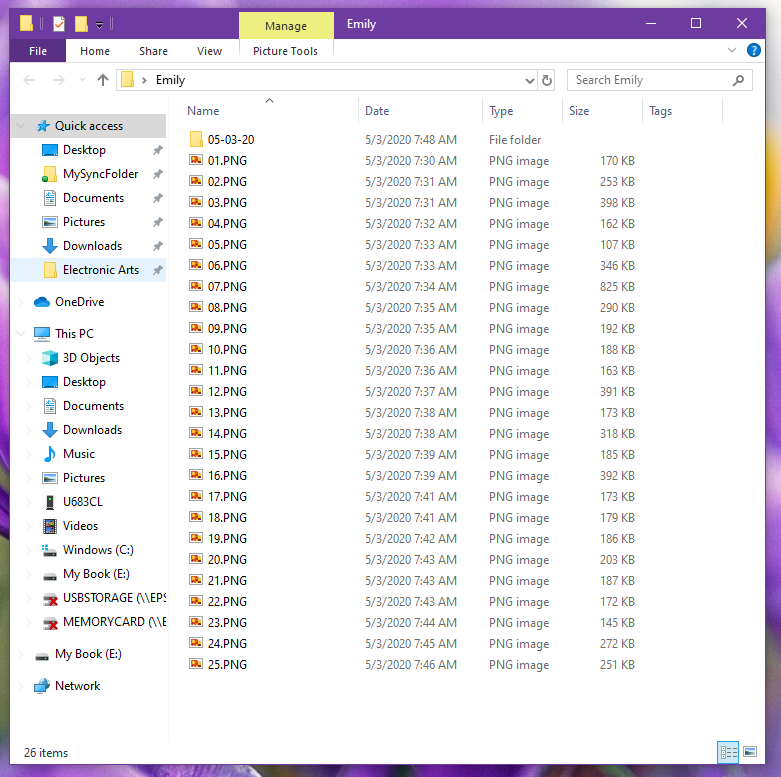 Manage
Emily
File
Home
Share
View
Picture Tools
Emily
Search Emily
Name
Date
Type
Size
Tags
Quick access
Desktop
MySyncFolder
Documents
Pictures
Downloads
Electronic Arts
OneDrive
This PC
3D Objects
Desktop
Documents
Downloads
Music
Pictures
U683CL
Videos
Windows (C:)
My Book (E:)
USBSTORAGE (\\EPS
MEMORYCARD (\\E
My Book (E:)
Network
05-03-20 5/3/2020 7:48 AM File folder
01.PNG 5/3/2020 7:30 AM PNG image 170 KB
02.PNG 5/3/2020 7:31 AM PNG image 253 KB
03.PNG 5/3/2020 7:31 AM PNG image 398 KB
04.PNG 5/3/2020 7:32 AM PNG image 162 KB
05.PNG 5/3/2020 7:33 AM PNG image 107 KB
06.PNG 5/3/2020 7:33 AM PNG image 346 KB
07.PNG 5/3/2020 7:34 AM PNG image 825 KB
08.PNG 5/3/2020 7:35 AM PNG image 290 KB
09.PNG 5/3/2020 7:35 AM PNG image 192 KB
10.PNG 5/3/2020 7:36 AM PNG image 188 KB
11.PNG 5/3/2020 7:36 AM PNG image 163 KB
12.PNG 5/3/2020 7:37 AM PNG image 391 KB
13.PNG 5/3/2020 7:38 AM PNG image 173 KB
14.PNG 5/3/2020 7:38 AM PNG image 318 KB
15.PNG 5/3/2020 7:39 AM PNG image 185 KB
16.PNG 5/3/2020 7:39 AM PNG image 392 KB
17.PNG 5/3/2020 7:41 AM PNG image 173 KB
18.PNG 5/3/2020 7:41 AM PNG image 179 KB
19.PNG 5/3/2020 7:42 AM PNG image 186 KB
20.PNG 5/3/2020 7:43 AM PNG image 203 KB
21.PNG 5/3/2020 7:43 AM PNG image 187 KB
22.PNG 5/3/2020 7:43 AM PNG image 172 KB
23.PNG 5/3/2020 7:44 AM PNG image 145 KB
24.PNG 5/3/2020 7:45 AM PNG image 272 KB
25.PNG 5/3/2020 7:46 AM PNG image 251 KB
26 items